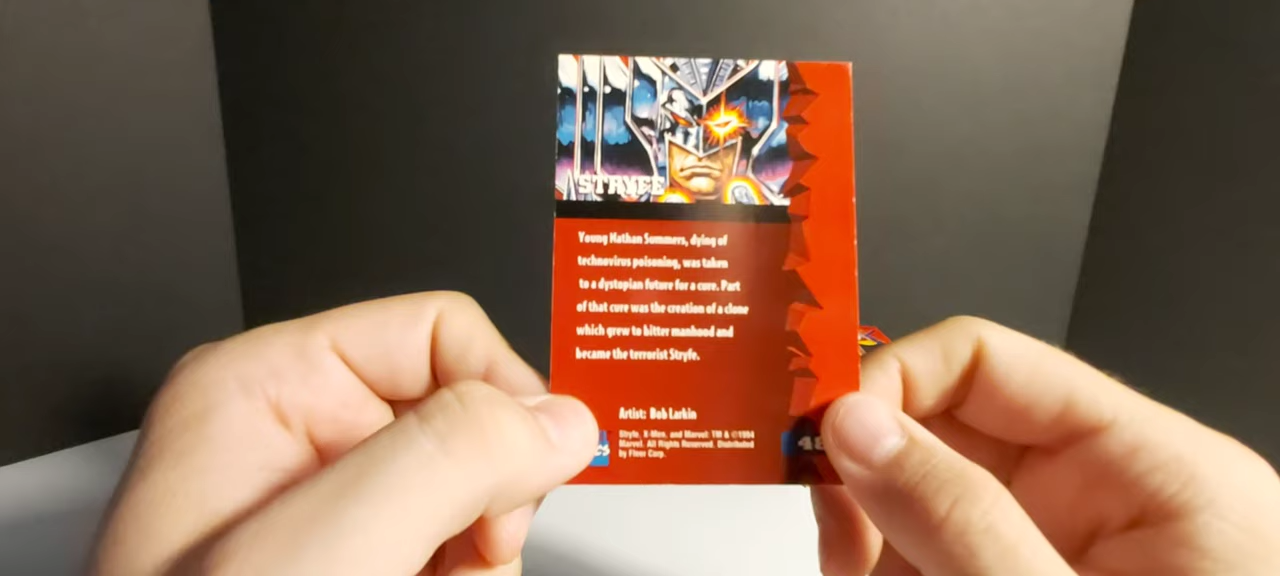 STRYFE
Young Nathan Summers, dying of
technovirus poisoning, was taken
to a dystopian future for a cure. Part
of that cure was the creation of a clone
which grew to bitter manhood and
became the terrorist Stryfe.
Artist: Bob Larkin
Stryfe, X-Men, and Marvel: TM & ©1994
Marvel. All Rights Reserved. Distributed
by Fleer Corp.
48